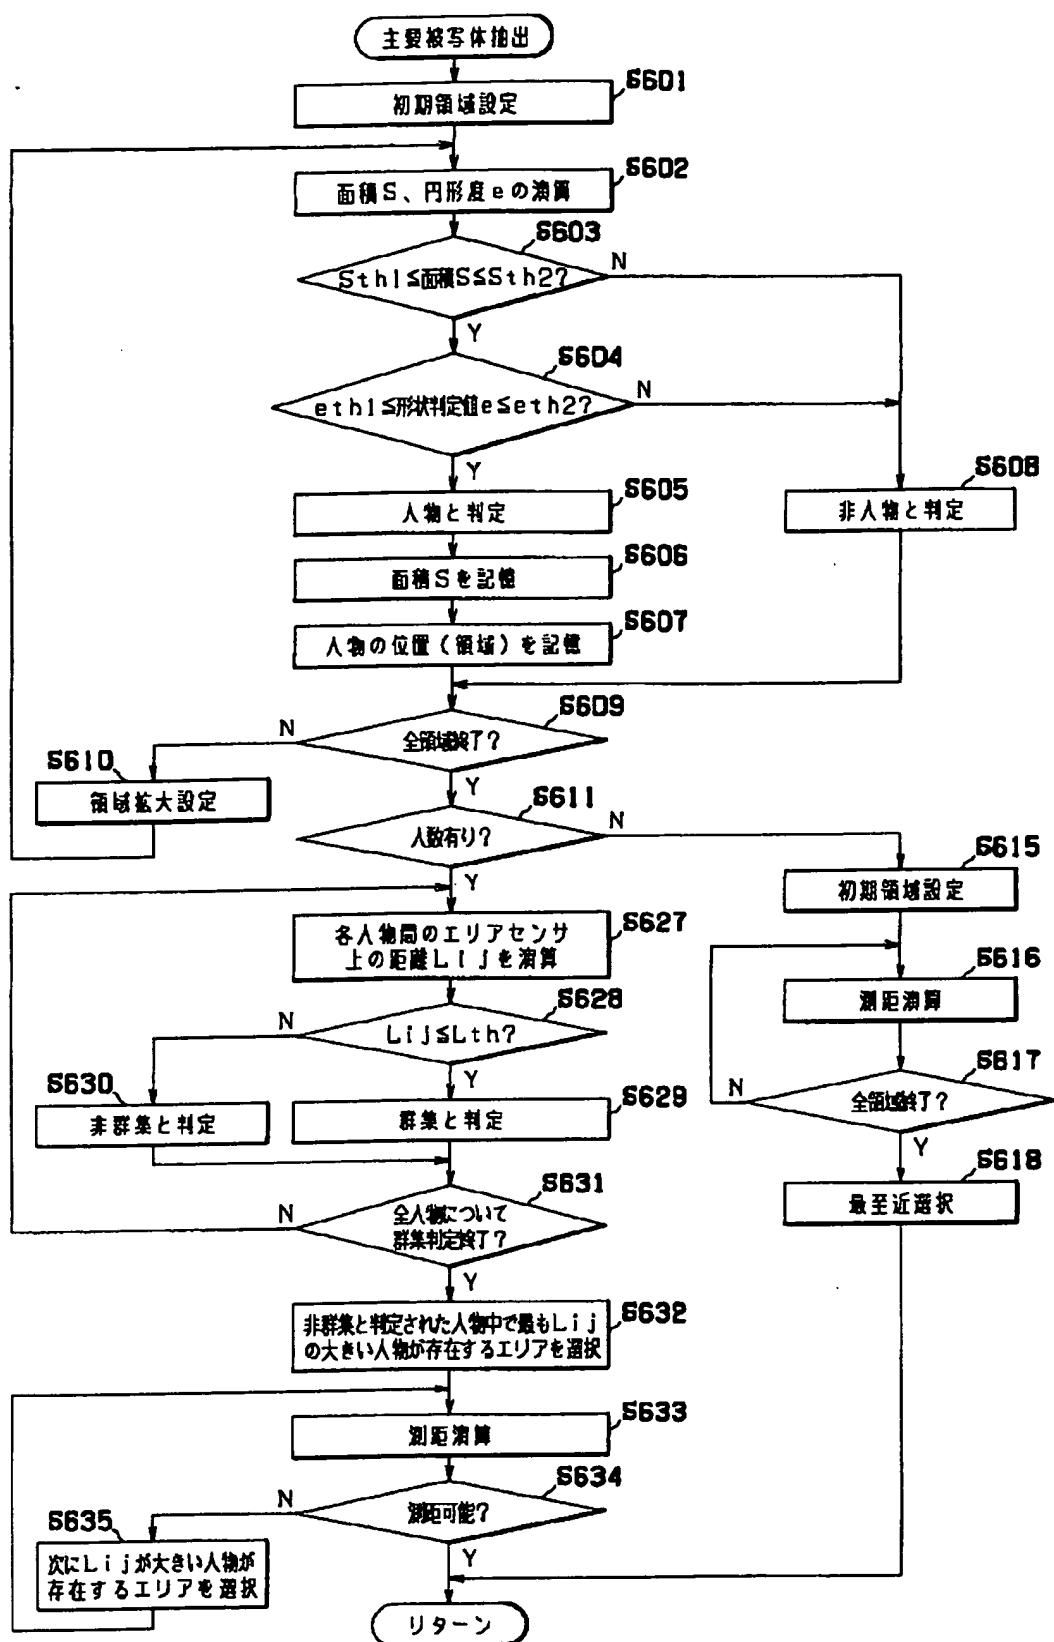 主要被写体抽出
S601
初期領域設定
S602
面積S、円形度eの演算
S603
Sth1≦面積S≦Sth2?
N
Y
S604
eth1≦形状判定値e≦eth2?
N
Y
S605
人物と判定
S608
非人物と判定
S606
面積Sを記憶
S607
人物の位置(領域)を記憶
S609
全領域終了?
N
Y
S610
領域拡大設定
S611
人数有り?
N
Y
S615
初期領域設定
S627
各人物間のエリアセンサ
上の距離Lijを演算
S616
測距演算
S628
Lij≦Lth?
N
Y
S617
全領域終了?
N
Y
S630
非群集と判定
S629
群集と判定
S618
最至近選択
S631
全人物について
群集判定終了?
N
Y
S632
非群集と判定された人物中で最もLij
の大きい人物が存在するエリアを選択
S633
測距演算
S634
測距可能?
N
Y
S635
次にLijが大きい人物が
存在するエリアを選択
リターン